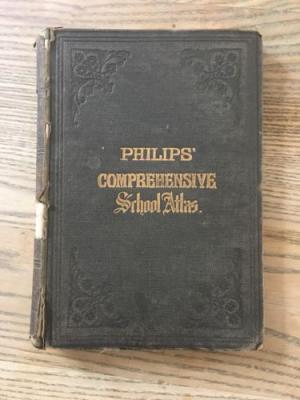 PHILIPS'
COMPREHENSIVE
School Atlas.